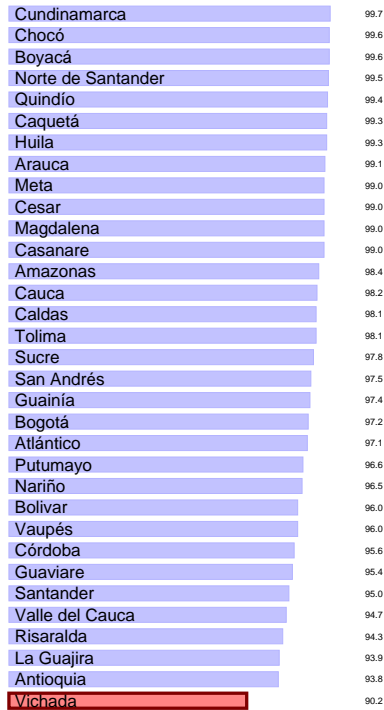 Cundinamarca 99.7
Chocó 99.6
Boyacá 99.6
Norte de Santander 99.5
Quindío 99.4
Caquetá 99.3
Huila 99.3
Arauca 99.1
Meta 99.0
Cesar 99.0
Magdalena 99.0
Casanare 99.0
Amazonas 98.4
Cauca 98.2
Caldas 98.1
Tolima 98.1
Sucre 97.8
San Andrés 97.5
Guainía 97.4
Bogotá 97.2
Atlántico 97.1
Putumayo 96.6
Nariño 96.5
Bolivar 96.0
Vaupés 96.0
Córdoba 95.6
Guaviare 95.4
Santander 95.0
Valle del Cauca 94.7
Risaralda 94.3
La Guajira 93.9
Antioquia 93.8
Vichada 90.2